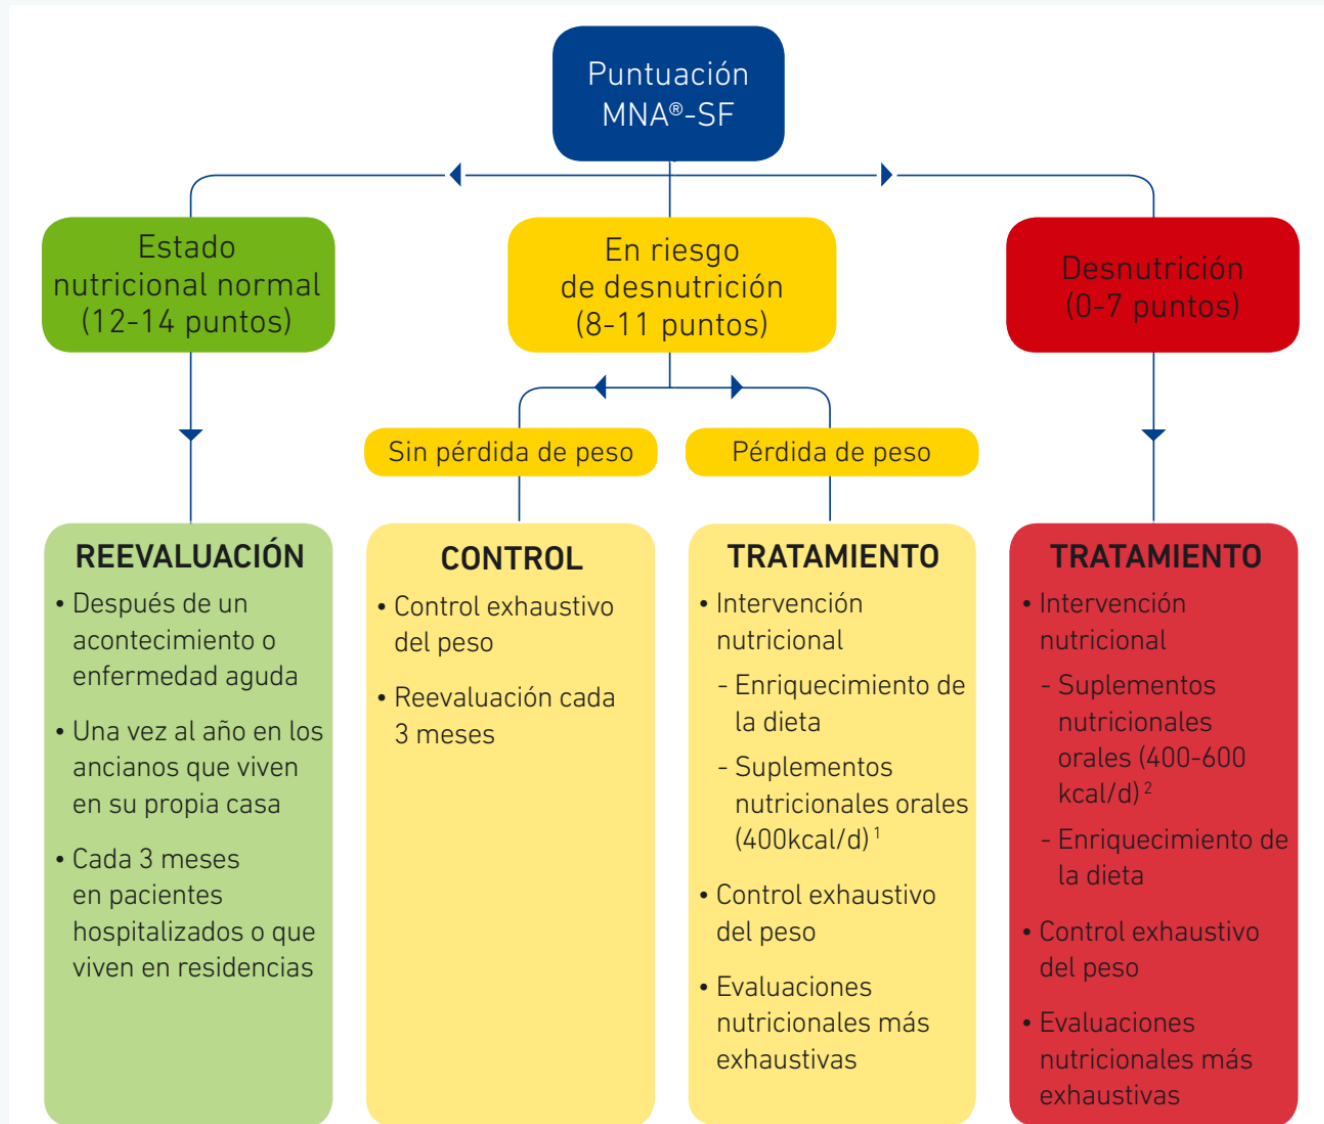 Puntuación
MNA®-SF
Estado
nutricional normal
(12-14 puntos)
En riesgo
de desnutrición
(8-11 puntos)
Desnutrición
(0-7 puntos)
Sin pérdida de peso
Pérdida de peso
REEVALUACIÓN
• Después de un
acontecimiento o
enfermedad aguda
• Una vez al año en los
ancianos que viven
en su propia casa
• Cada 3 meses
en pacientes
hospitalizados o que
viven en residencias
CONTROL
• Control exhaustivo
del peso
• Reevaluación cada
3 meses
TRATAMIENTO
• Intervención
nutricional
- Enriquecimiento de
la dieta
- Suplementos
nutricionales orales
(400kcal/d) ¹
• Control exhaustivo
del peso
• Evaluaciones
nutricionales más
exhaustivas
TRATAMIENTO
• Intervención
nutricional
- Suplementos
nutricionales
orales (400-600
kcal/d) ²
- Enriquecimiento de
la dieta
• Control exhaustivo
del peso
• Evaluaciones
nutricionales más
exhaustivas